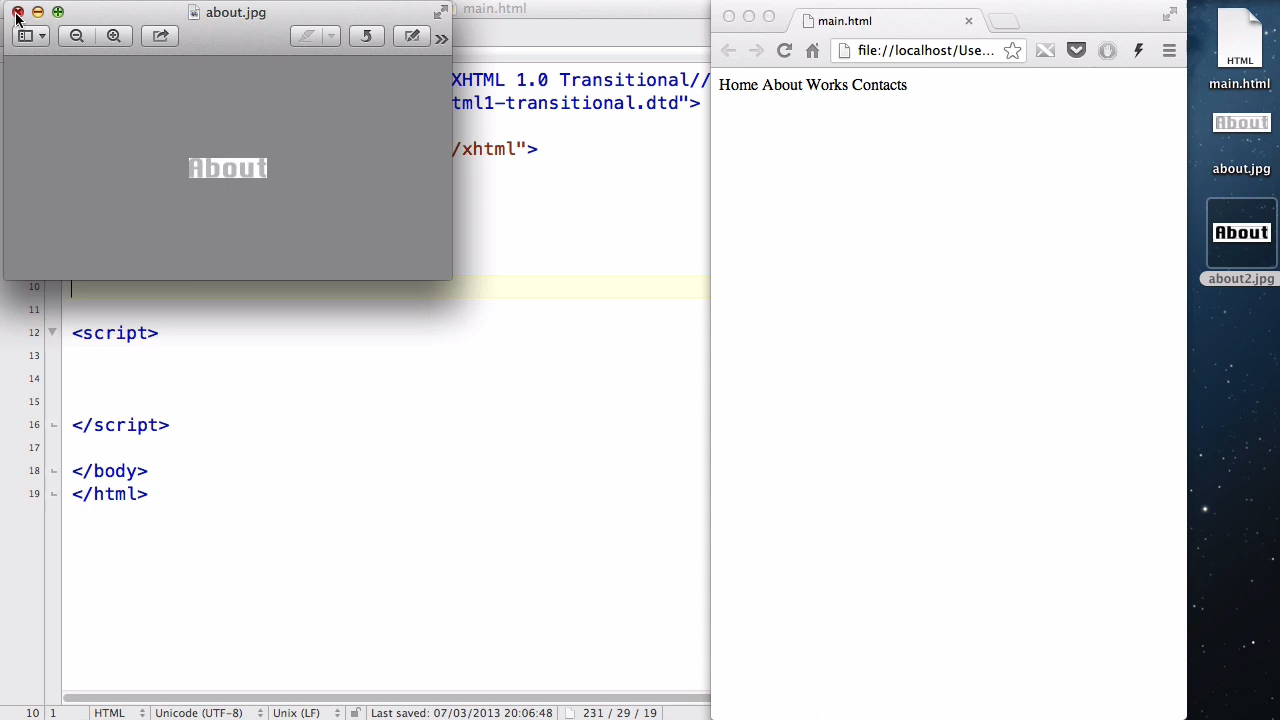 about.jpg
main.html
About
XHTML 1.0 Transitional//
tml1-transitional.dtd">
/xhtml">
10
11
12 <script>
13
14
15
16 </script>
17
18 </body>
19 </html>
10 1 HTML Unicode (UTF-8) Unix (LF) Last saved: 07/03/2013 20:06:48 231 / 29 / 19
main.html
file://localhost/Use...
Home About Works Contacts
HTML
main.html
About
about.jpg
About
about2.jpg